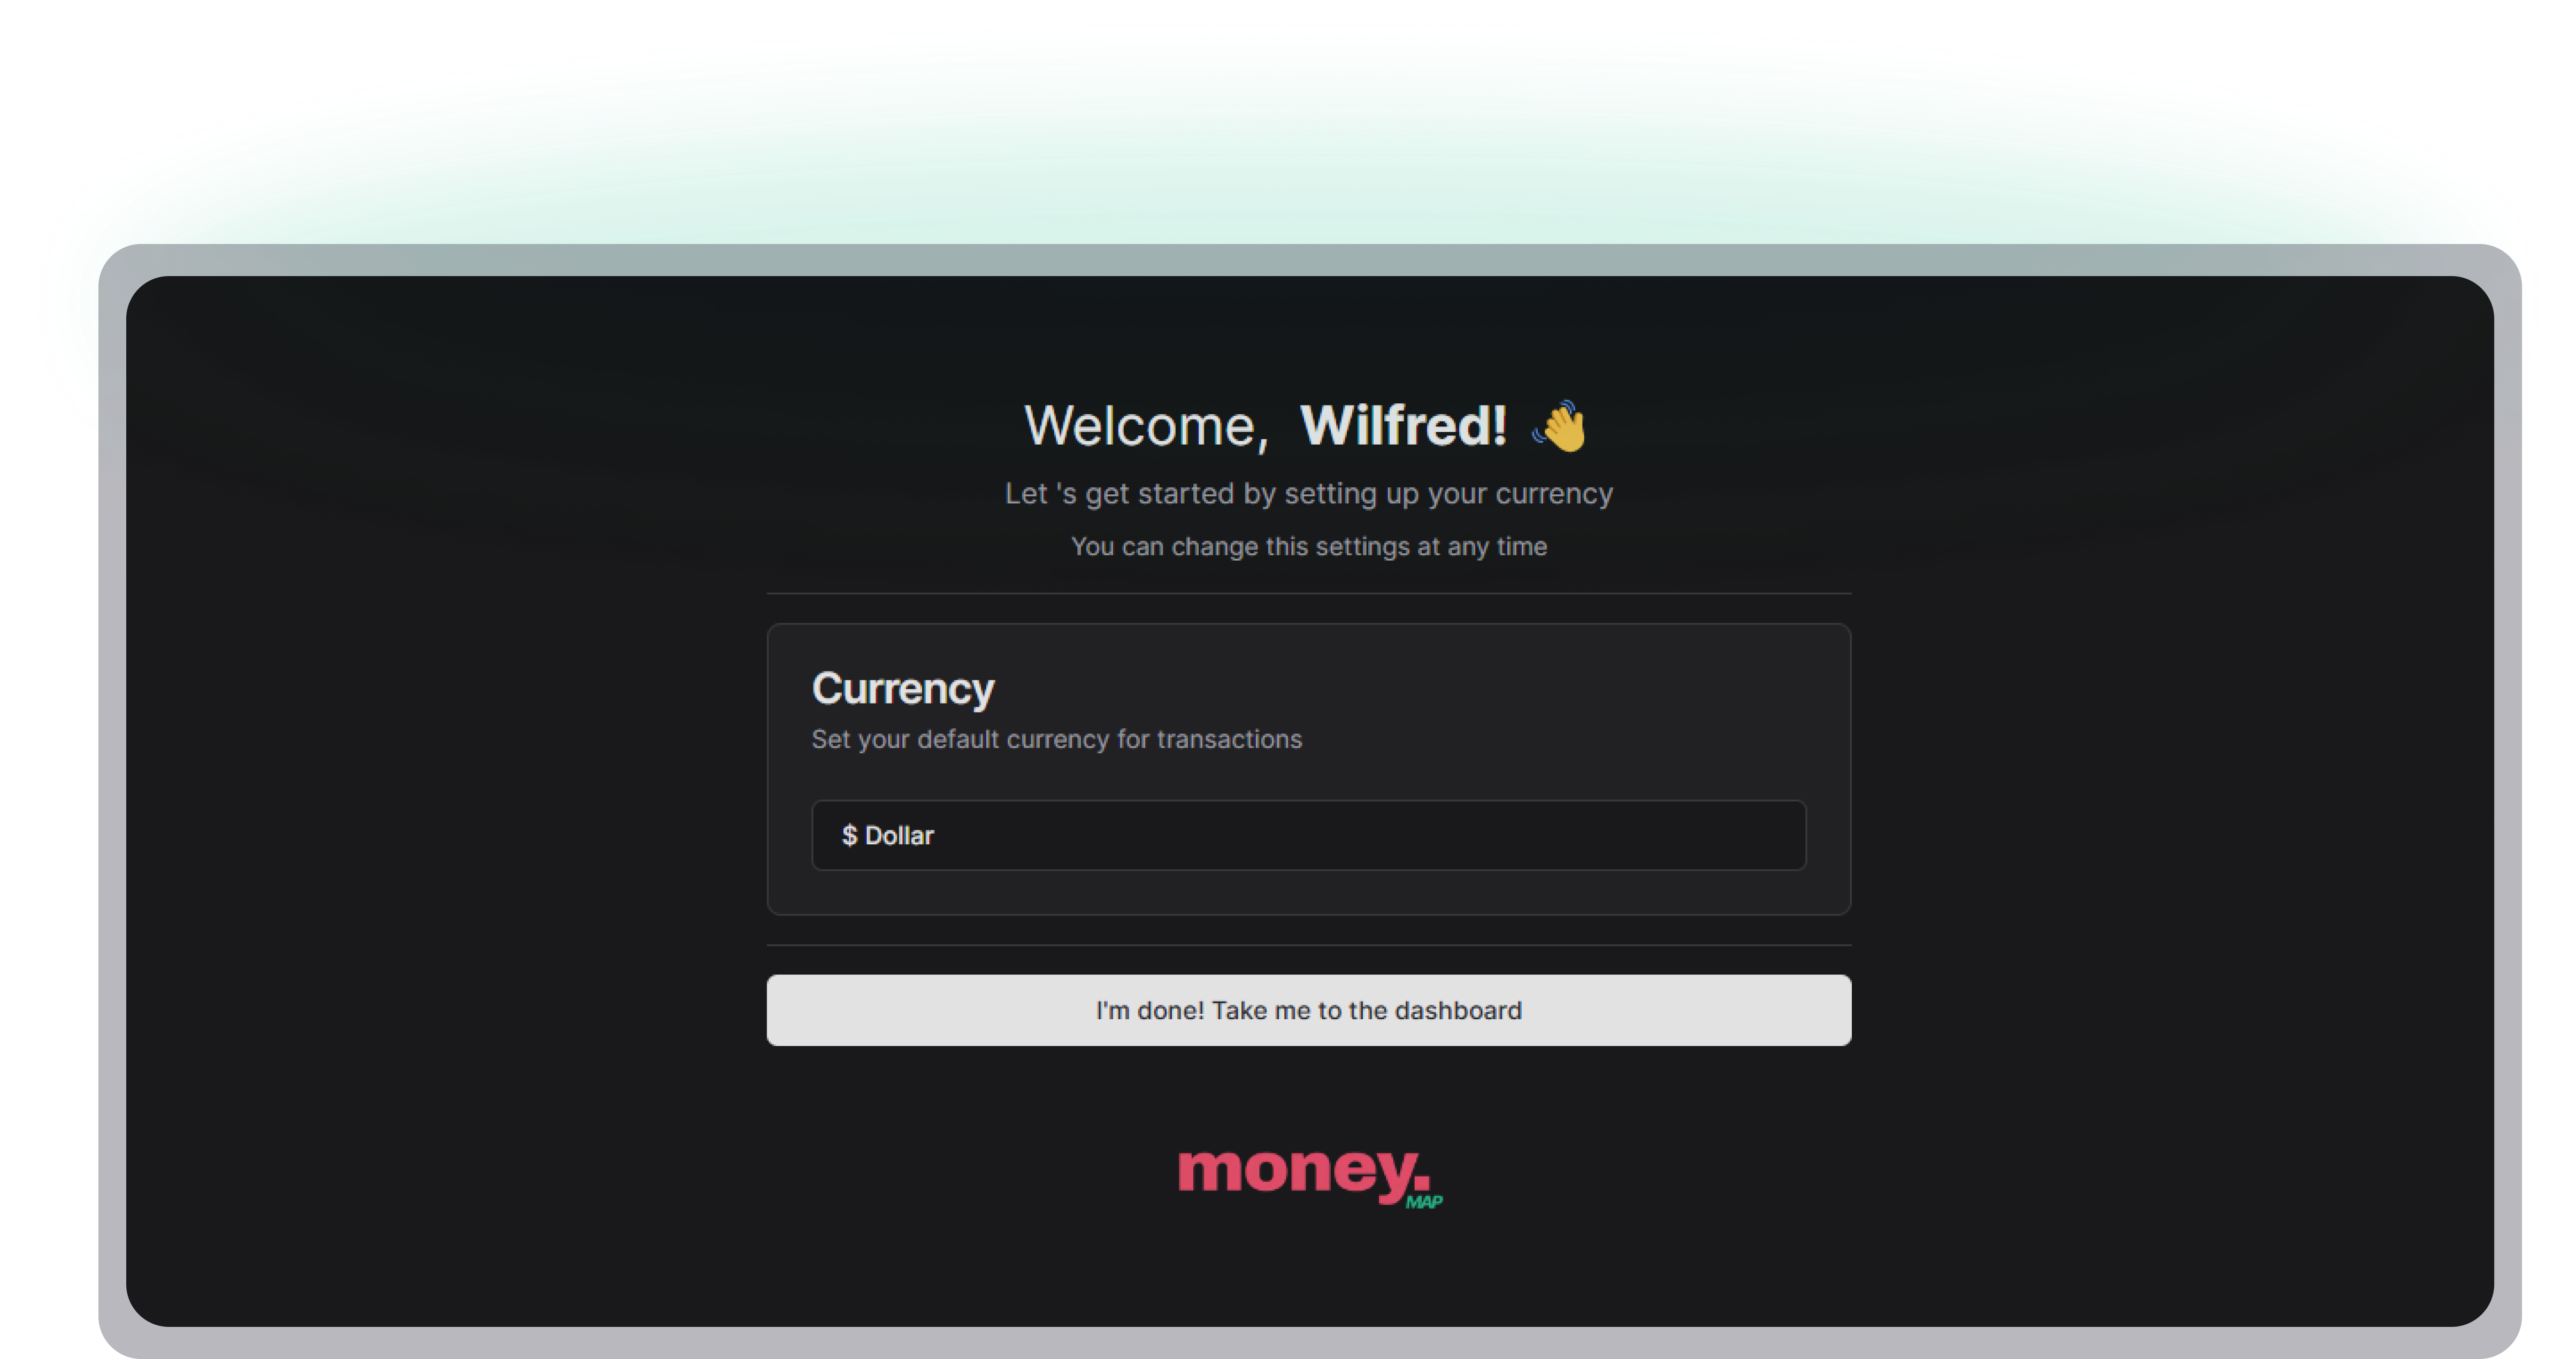 Welcome, Wilfred! 👋
Let 's get started by setting up your currency
You can change this settings at any time
Currency
Set your default currency for transactions
$ Dollar
I'm done! Take me to the dashboard
money.
MAP